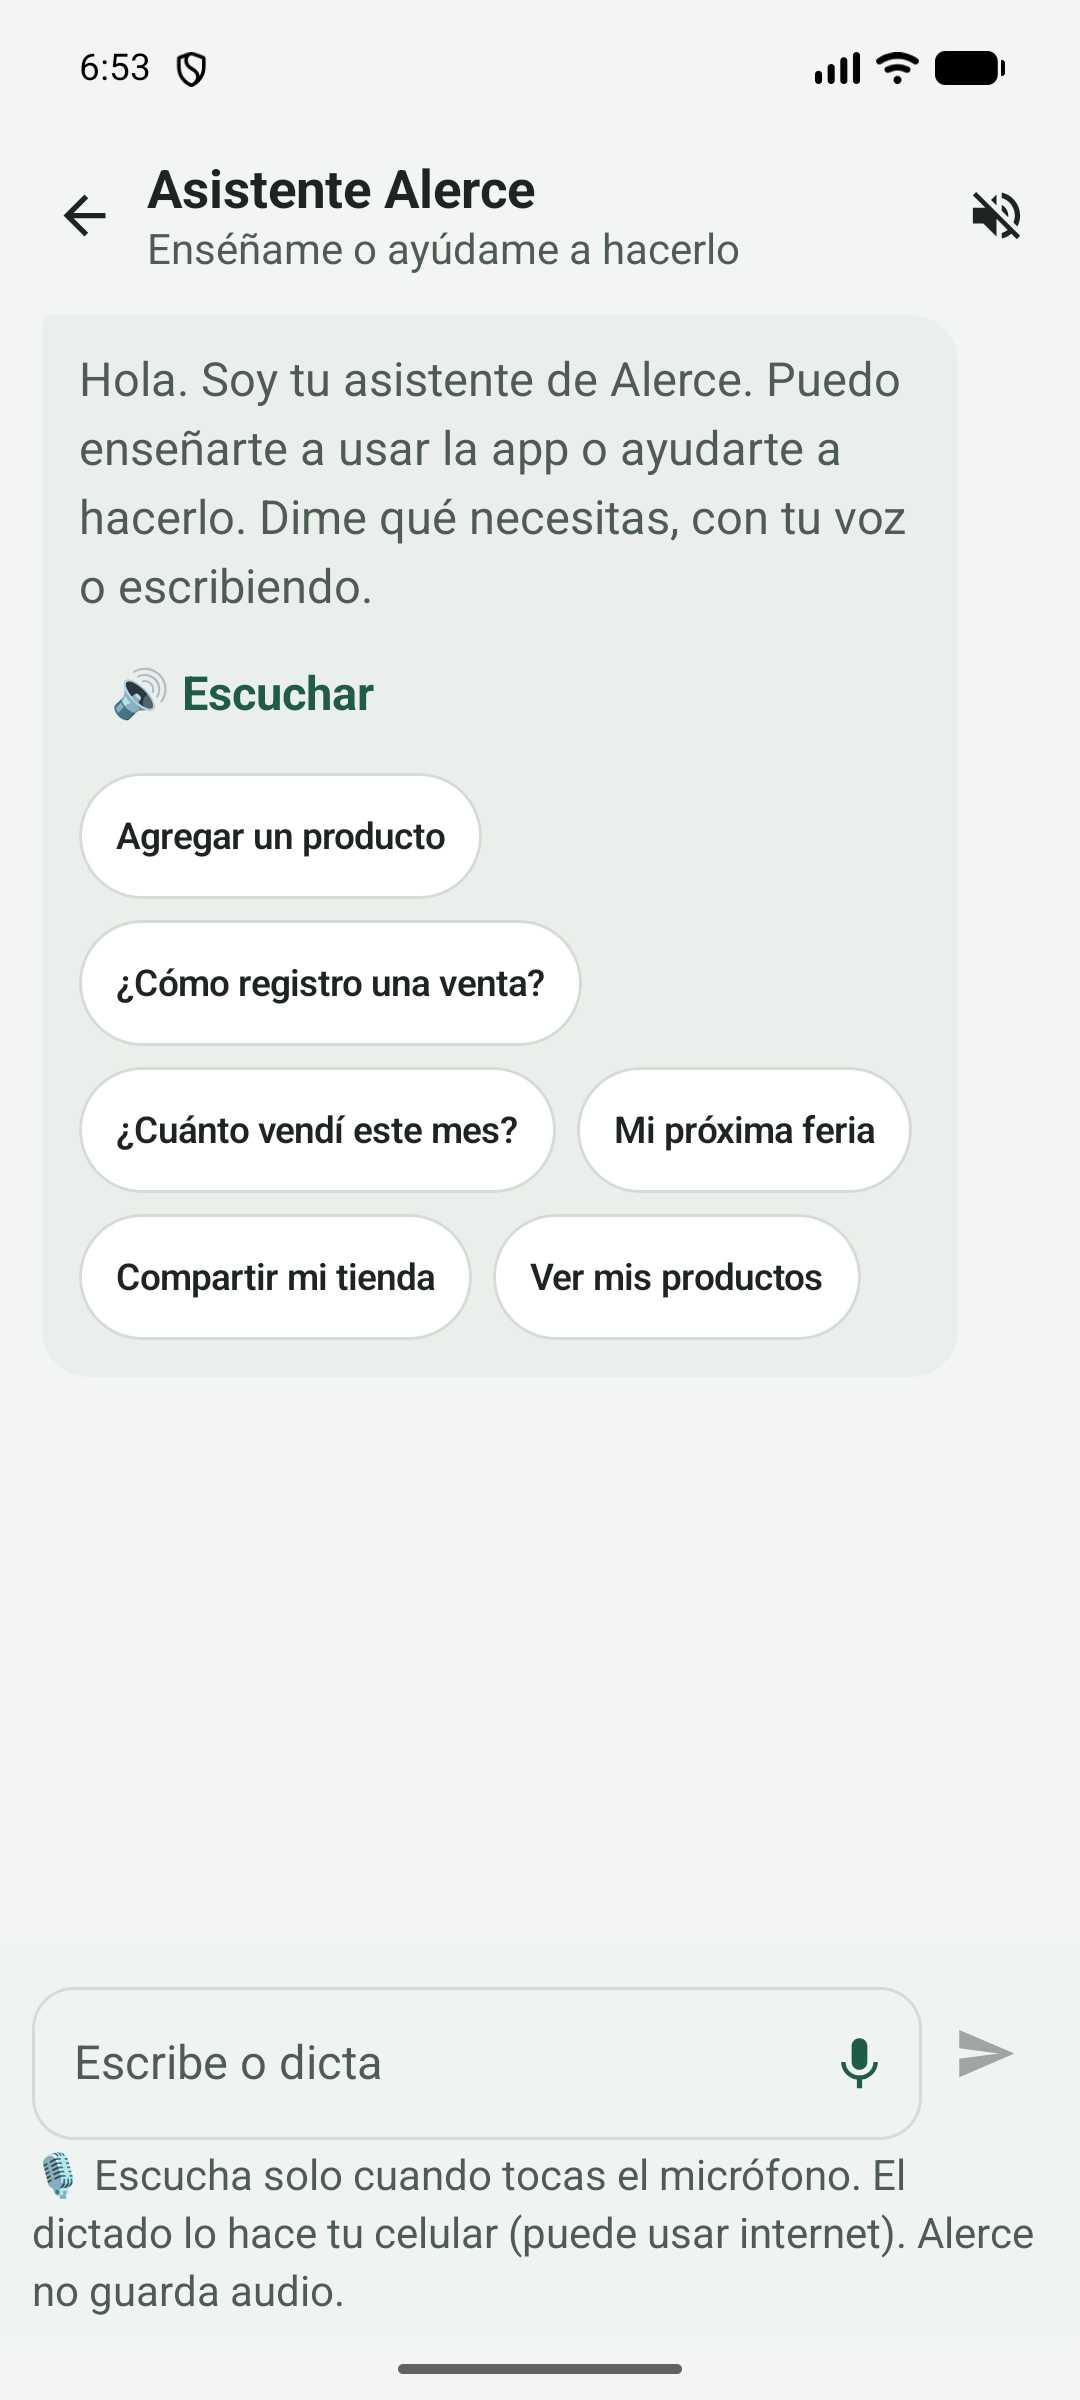 6:53
Asistente Alerce
Enséñame o ayúdame a hacerlo
Hola. Soy tu asistente de Alerce. Puedo
enseñarte a usar la app o ayudarte a
hacerlo. Dime qué necesitas, con tu voz
o escribiendo.
🔊 Escuchar
Agregar un producto
¿Cómo registro una venta?
¿Cuánto vendí este mes?
Mi próxima feria
Compartir mi tienda
Ver mis productos
Escribe o dicta
🎙️ Escucha solo cuando tocas el micrófono. El
dictado lo hace tu celular (puede usar internet). Alerce
no guarda audio.